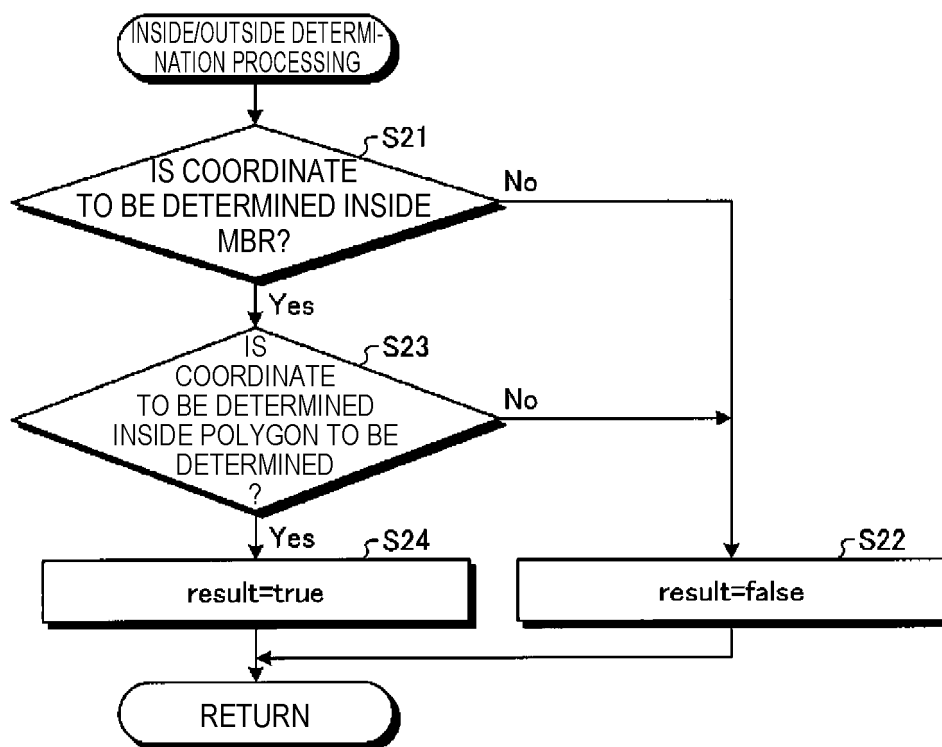 INSIDE/OUTSIDE DETERMI-
NATION PROCESSING
S21
IS COORDINATE
TO BE DETERMINED INSIDE
MBR?
No
Yes
S23
IS
COORDINATE
TO BE DETERMINED
INSIDE POLYGON TO BE
DETERMINED
?
No
Yes
S24
result=true
S22
result=false
RETURN